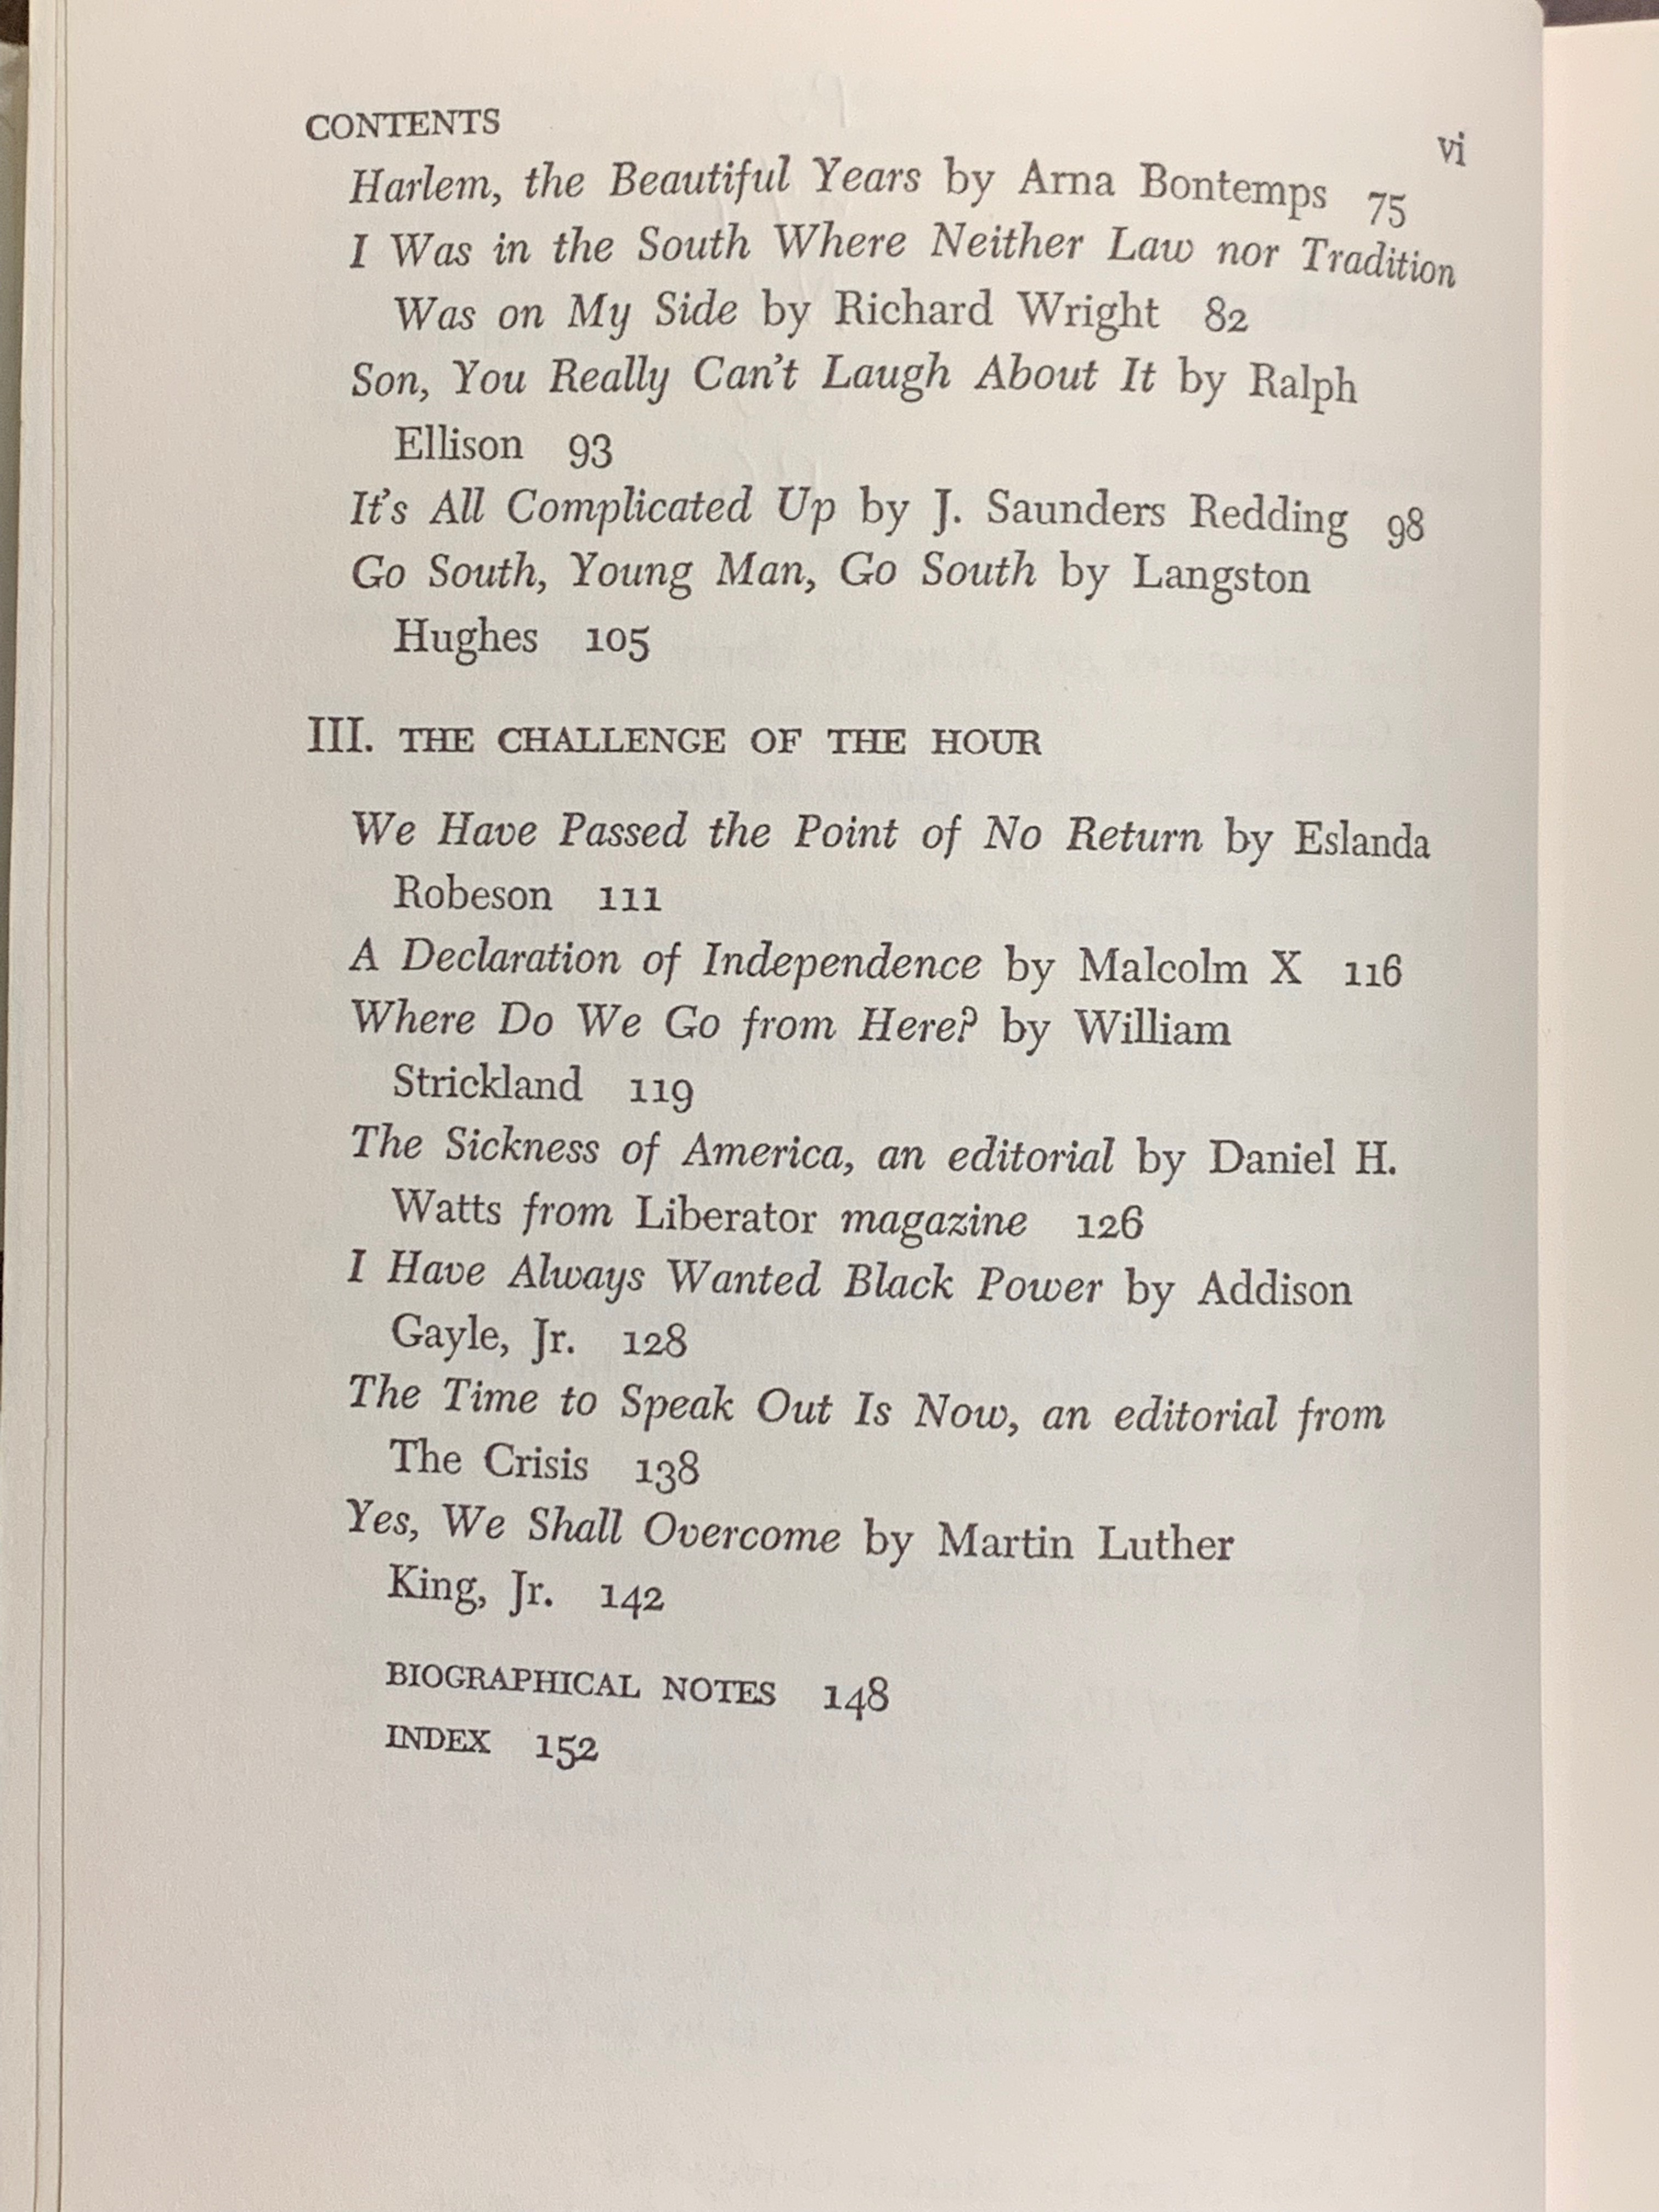 CONTENTS
vi
Harlem, the Beautiful Years by Arna Bontemps 75
I Was in the South Where Neither Law nor Tradition
Was on My Side by Richard Wright 82
Son, You Really Can't Laugh About It by Ralph
Ellison 93
It's All Complicated Up by J. Saunders Redding 98
Go South, Young Man, Go South by Langston
Hughes 105
III. THE CHALLENGE OF THE HOUR
We Have Passed the Point of No Return by Eslanda
Robeson 111
A Declaration of Independence by Malcolm X 116
Where Do We Go from Here? by William
Strickland 119
The Sickness of America, an editorial by Daniel H.
Watts from Liberator magazine 126
I Have Always Wanted Black Power by Addison
Gayle, Jr. 128
The Time to Speak Out Is Now, an editorial from
The Crisis 138
Yes, We Shall Overcome by Martin Luther
King, Jr. 142
BIOGRAPHICAL NOTES 148
INDEX 152